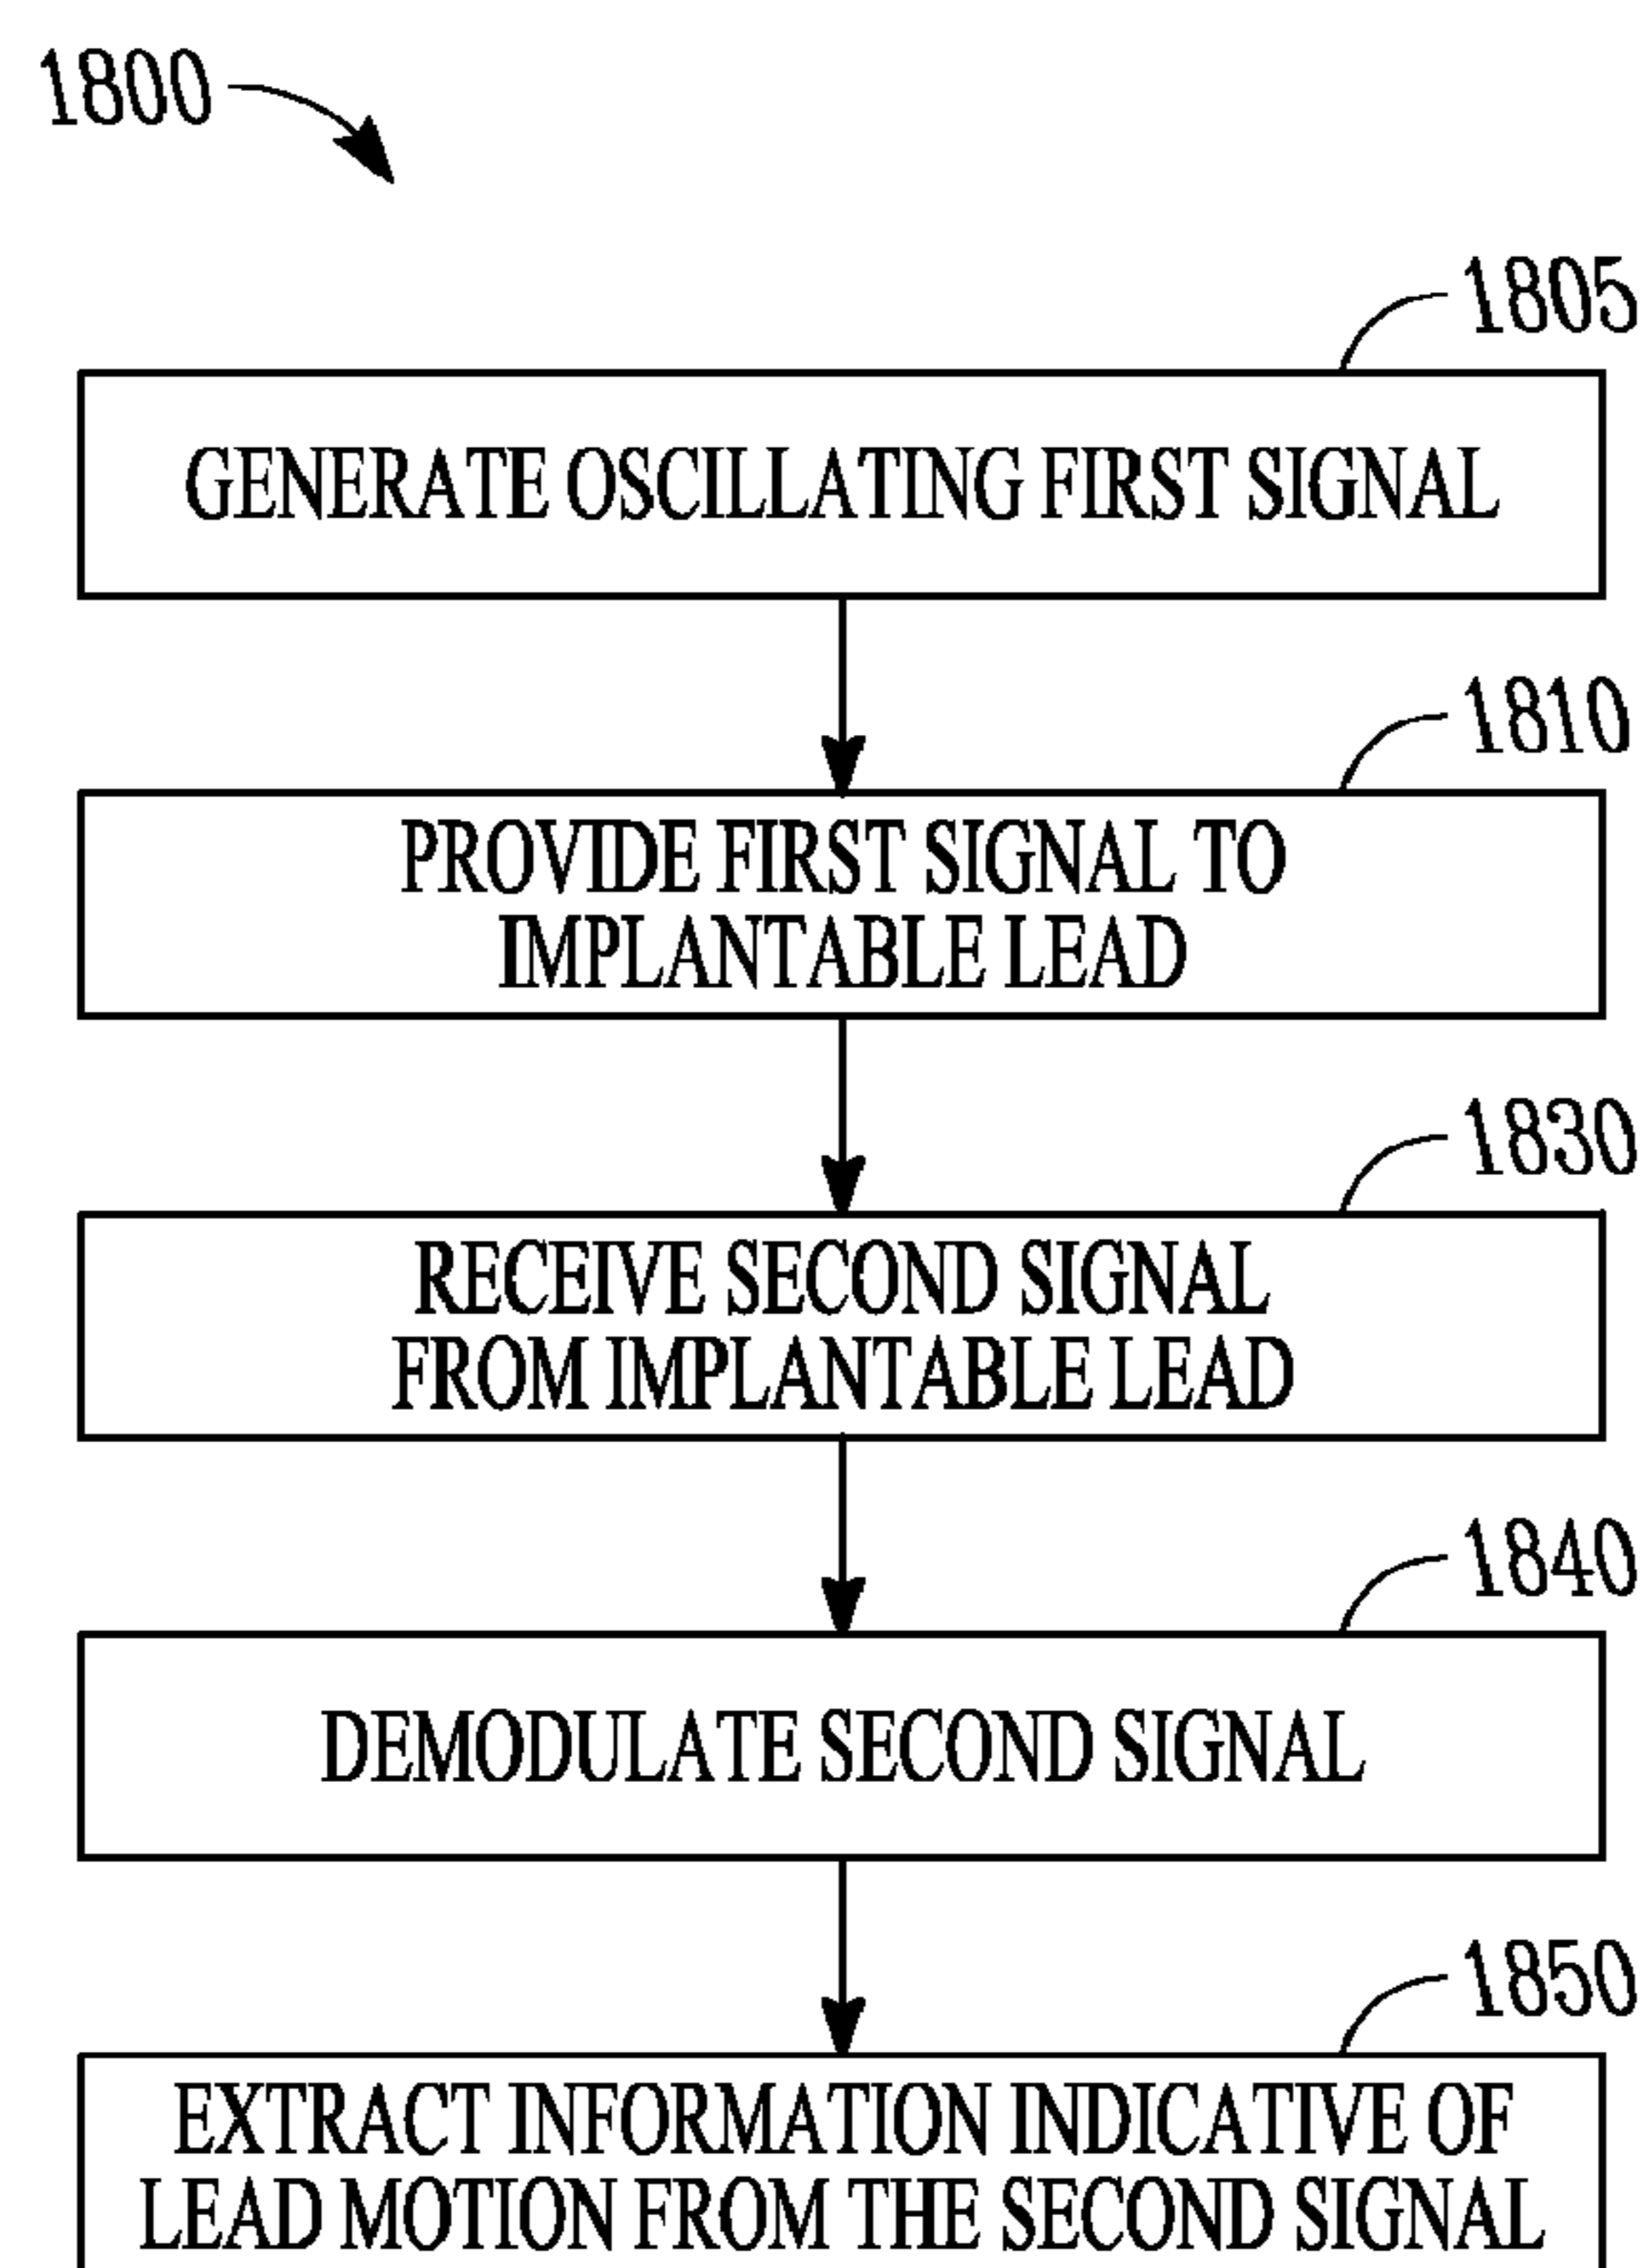 1800
1805
GENERATE OSCILLATING FIRST SIGNAL
1810
PROVIDE FIRST SIGNAL TO
IMPLANTABLE LEAD
1830
RECEIVE SECOND SIGNAL
FROM IMPLANTABLE LEAD
1840
DEMODULATE SECOND SIGNAL
1850
EXTRACT INFORMATION INDICATIVE OF
LEAD MOTION FROM THE SECOND SIGNAL